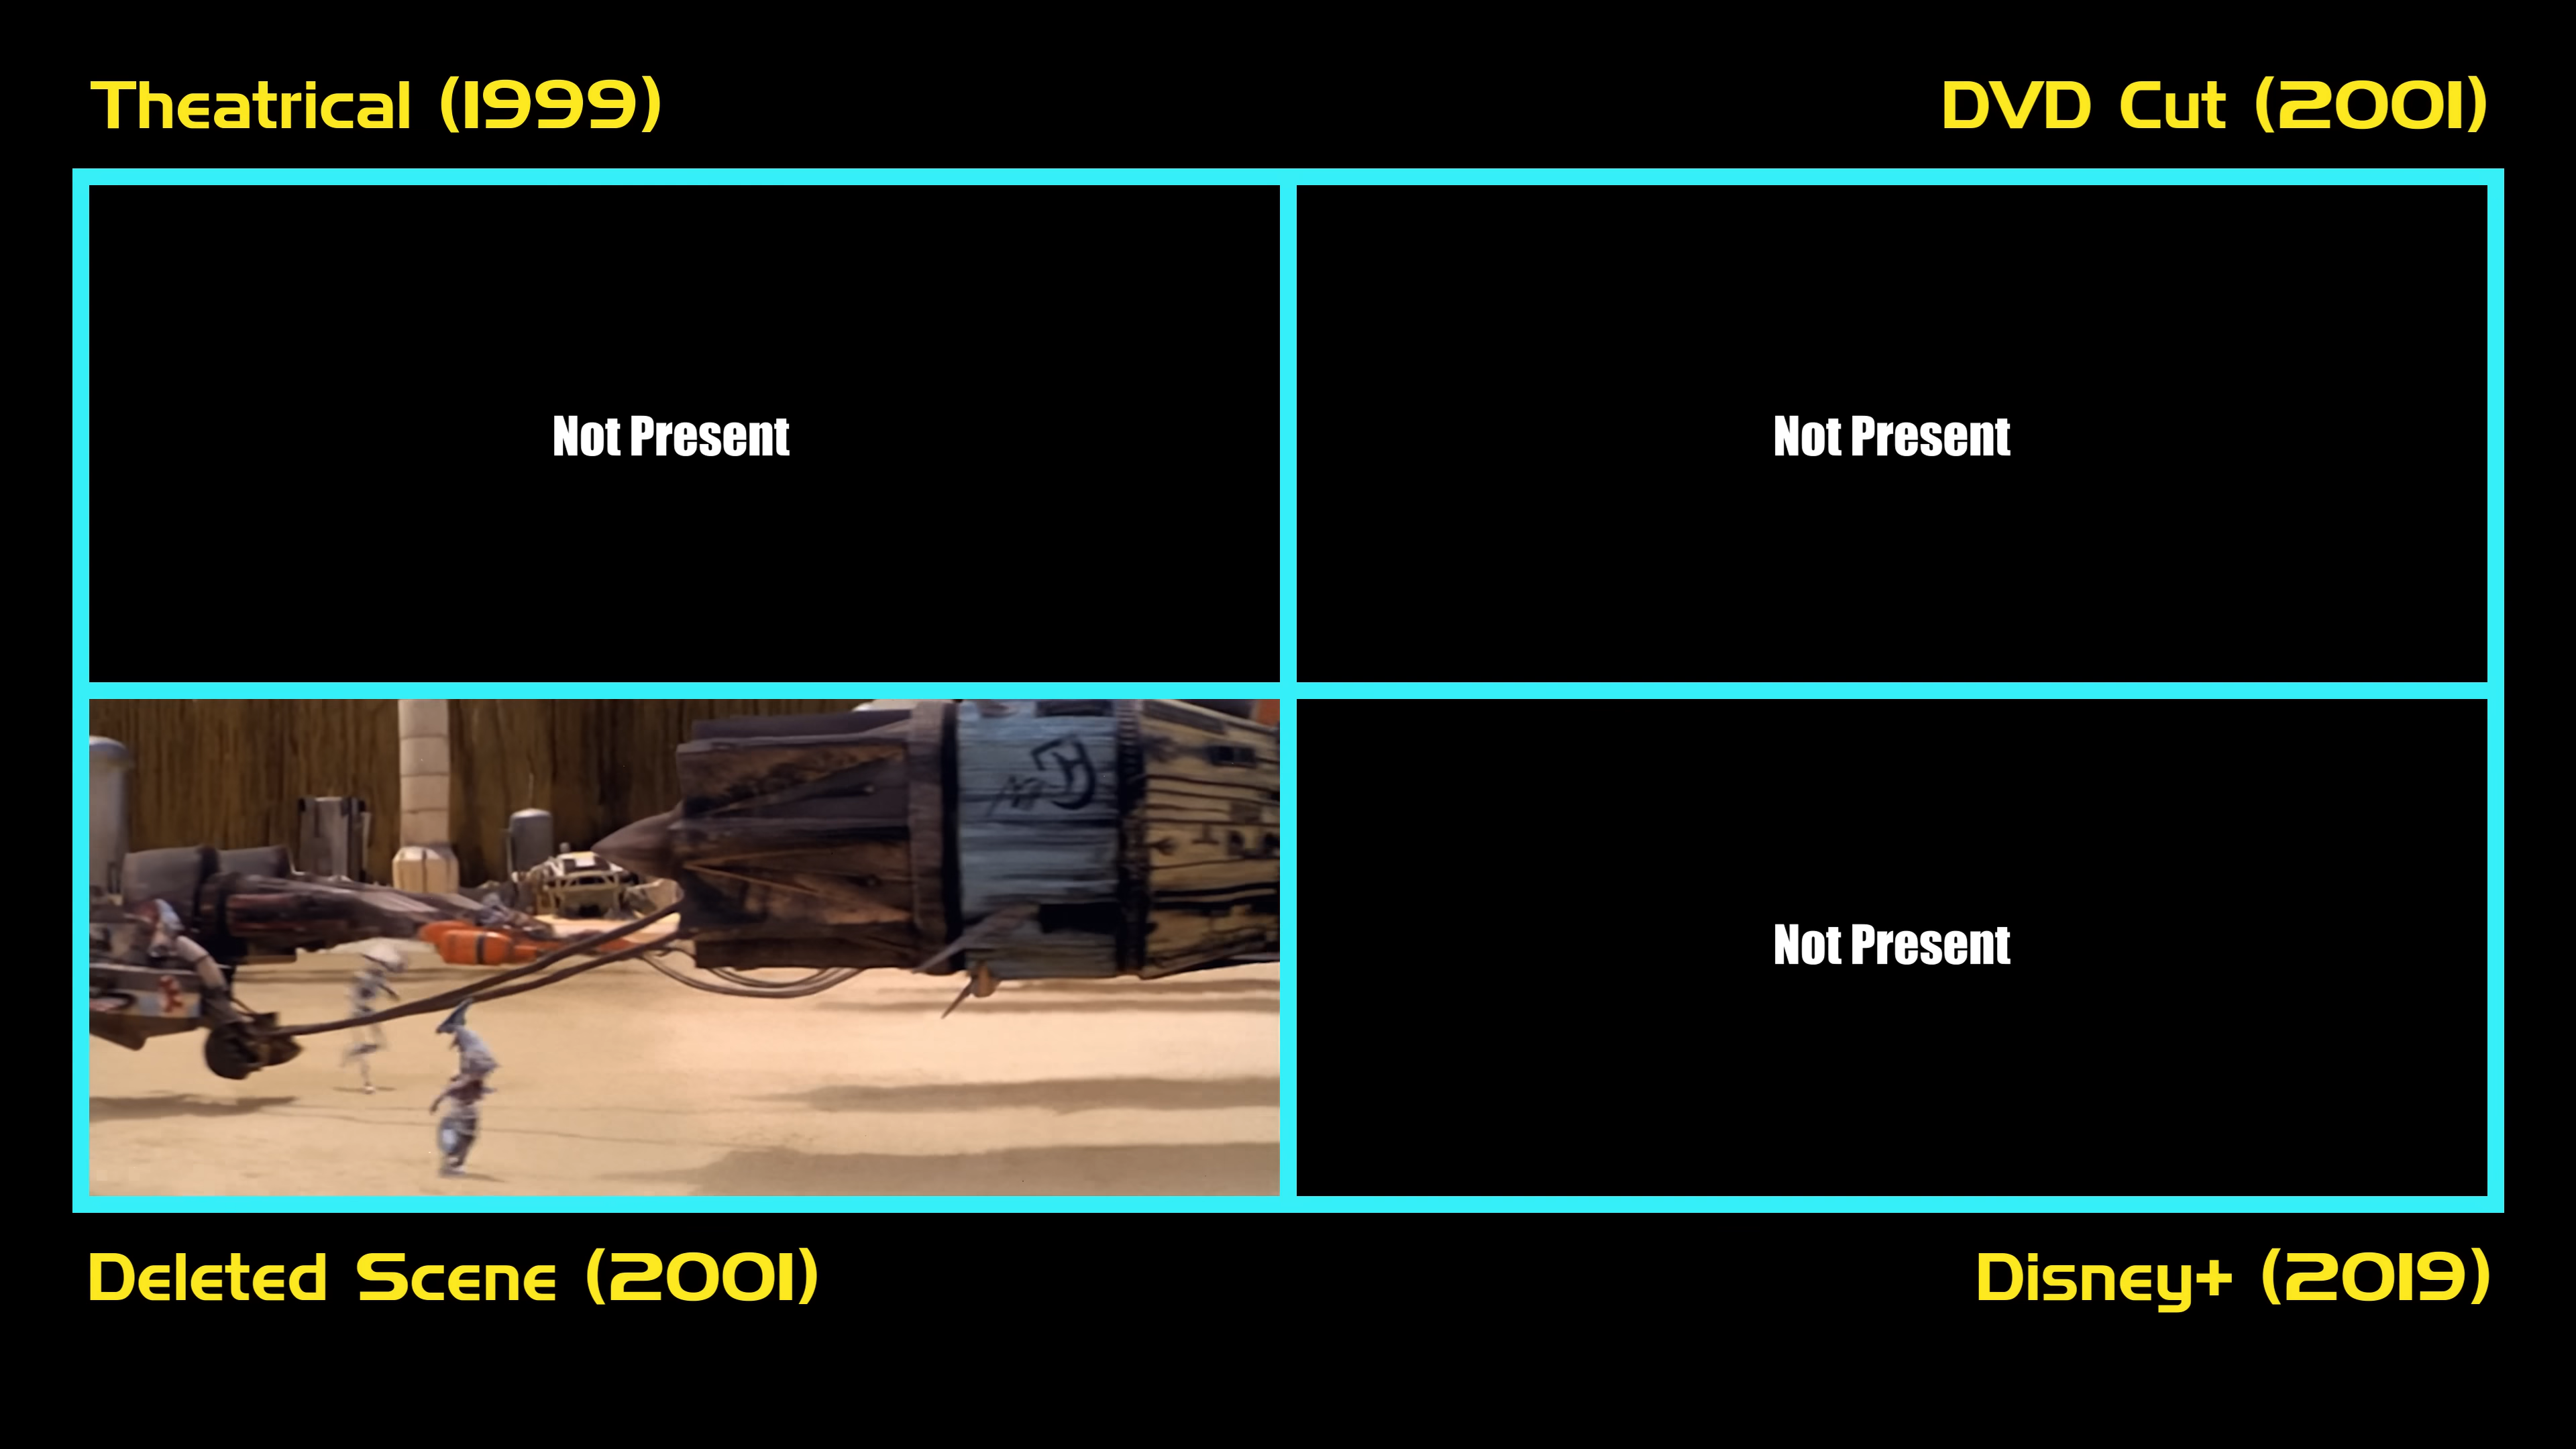 Theatrical (1999)
DVD Cut (2001)
Not Present
Not Present
Not Present
Deleted Scene (2001)
Disney+ (2019)